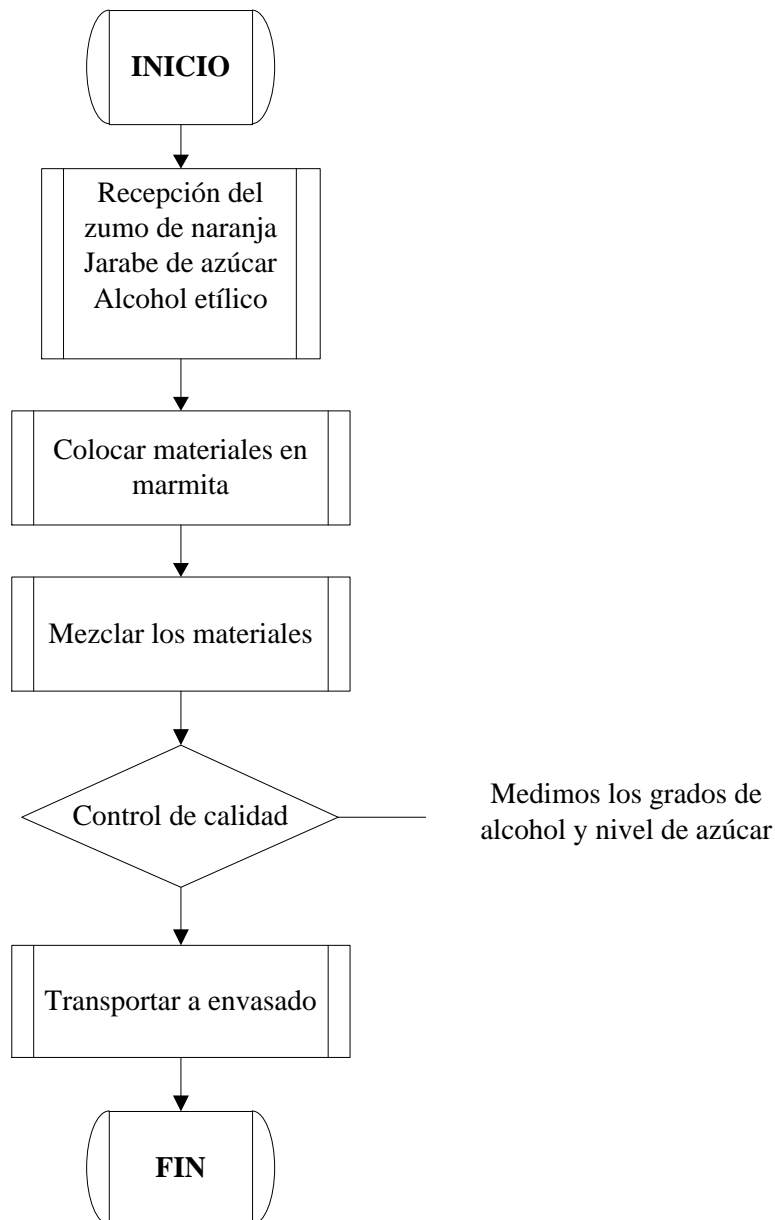 INICIO
Recepción del
zumo de naranja
Jarabe de azúcar
Alcohol etílico
Colocar materiales en
marmita
Mezclar los materiales
Control de calidad
Medimos los grados de
alcohol y nivel de azúcar
Transportar a envasado
FIN